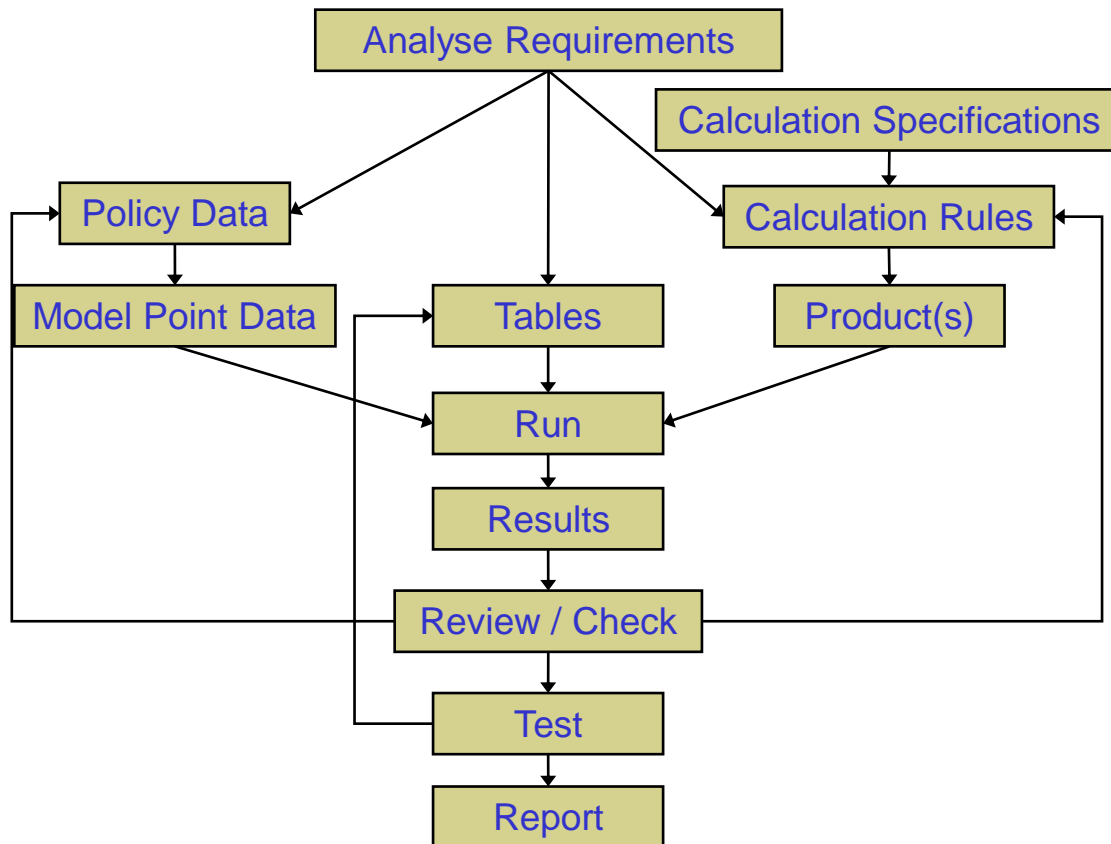 Analyse Requirements
Calculation Specifications
Policy Data
Calculation Rules
Model Point Data
Tables
Product(s)
Run
Results
Review / Check
Test
Report